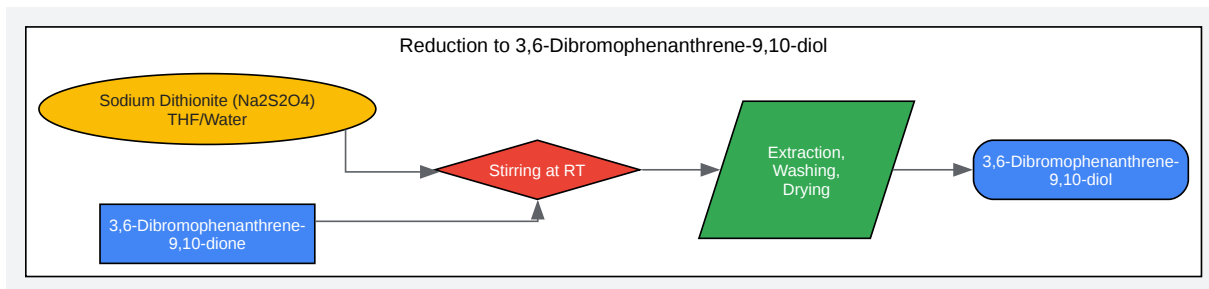 Reduction to 3,6-Dibromophenanthrene-9,10-diol
Sodium Dithionite (Na2S2O4)
THF/Water
Stirring at RT
3,6-Dibromophenanthrene-
9,10-dione
Extraction,
Washing,
Drying
3,6-Dibromophenanthrene-
9,10-diol